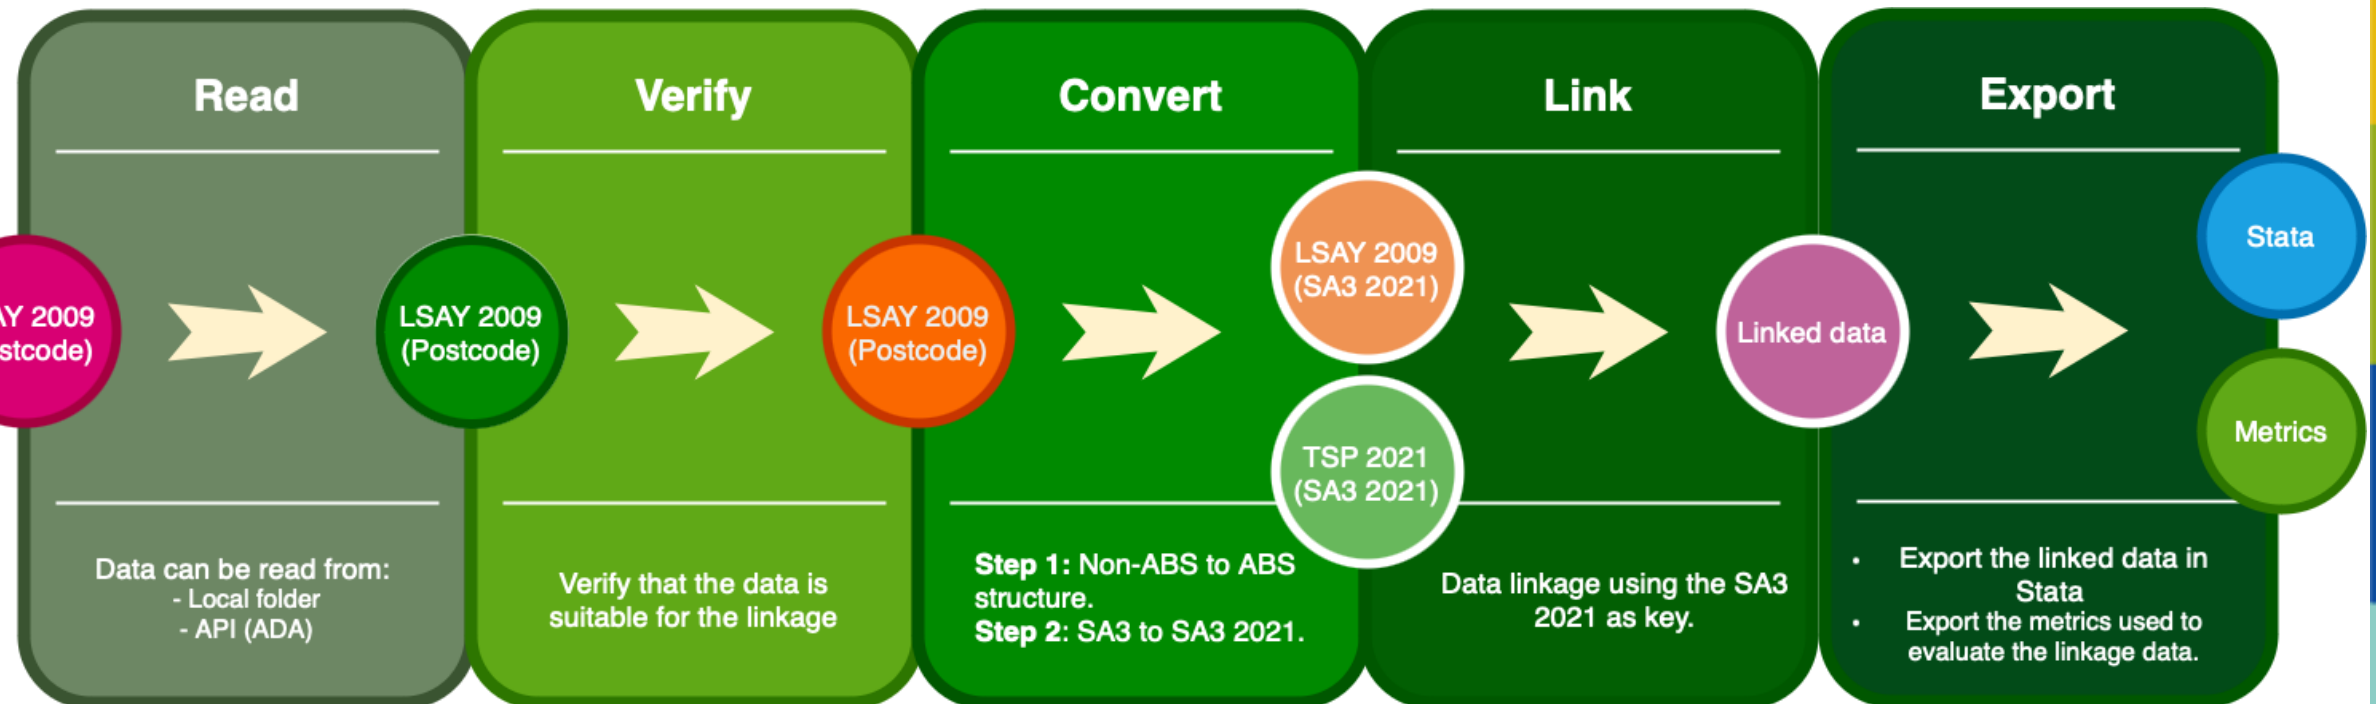 Read
Verify
Convert
Link
Export
AY 2009
stcode)
LSAY 2009
(Postcode)
LSAY 2009
(Postcode)
LSAY 2009
(SA3 2021)
TSP 2021
(SA3 2021)
Linked data
Stata
Metrics
Data can be read from:
- Local folder
- API (ADA)
Verify that the data is
suitable for the linkage
Step 1: Non-ABS to ABS
structure.
Step 2: SA3 to SA3 2021.
Data linkage using the SA3
2021 as key.
• Export the linked data in
Stata
• Export the metrics used to
evaluate the linkage data.